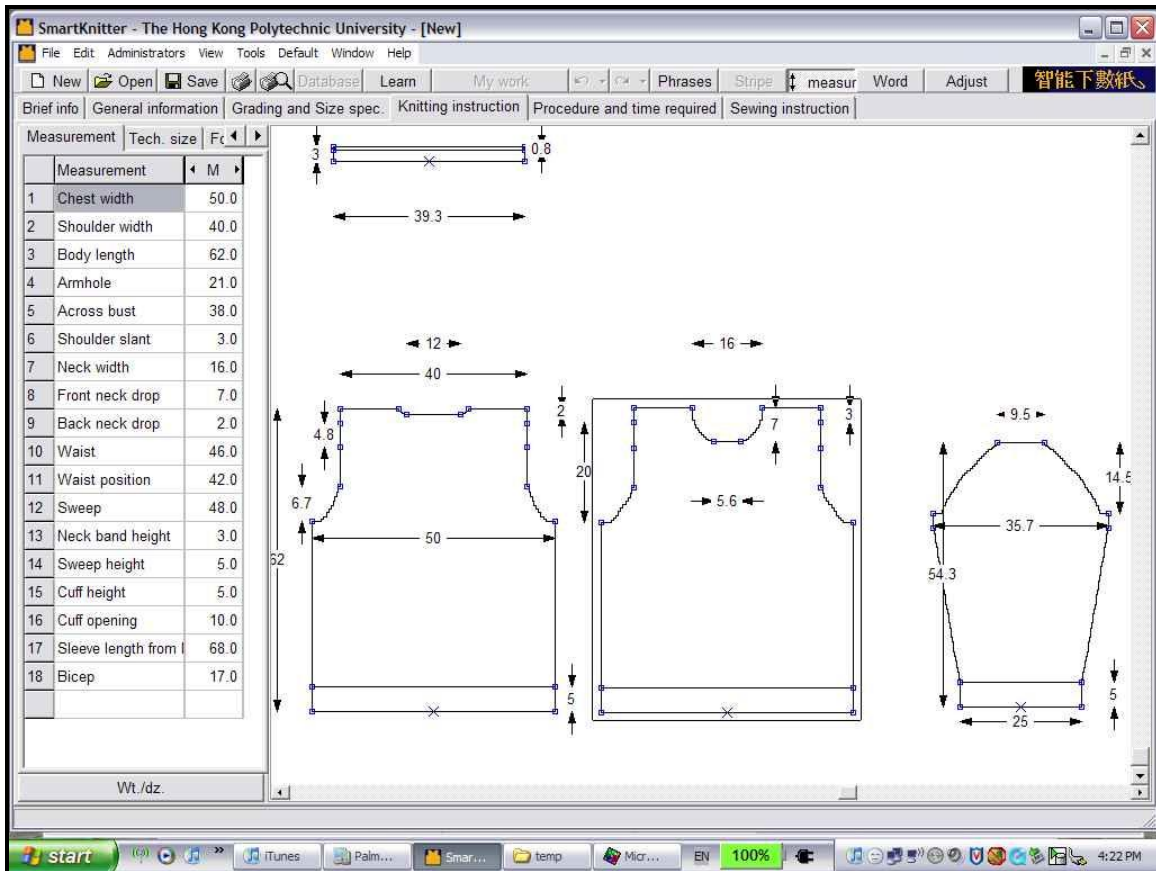 SmartKnitter - The Hong Kong Polytechnic University - [New]
File Edit Administrators View Tools Default Window Help
New Open Save Database Learn My work Phrases Stripe measur Word Adjust 智能下數紙
Brief info General information Grading and Size spec. Knitting instruction Procedure and time required Sewing instruction
Measurement Tech. size
Measurement M
1 Chest width 50.0
2 Shoulder width 40.0
3 Body length 62.0
4 Armhole 21.0
5 Across bust 38.0
6 Shoulder slant 3.0
7 Neck width 16.0
8 Front neck drop 7.0
9 Back neck drop 2.0
10 Waist 46.0
11 Waist position 42.0
12 Sweep 48.0
13 Neck band height 3.0
14 Sweep height 5.0
15 Cuff height 5.0
16 Cuff opening 10.0
17 Sleeve length from 68.0
18 Bicep 17.0
Wt./dz.
3 0.8
39.3
12 16
40
2 7 3 9.5
4.8
20 14.5
6.7 5.6
50 35.7
62 54.3
5 5
25
start iTunes Palm... Smar... temp Micr... EN 100% 4:22 PM